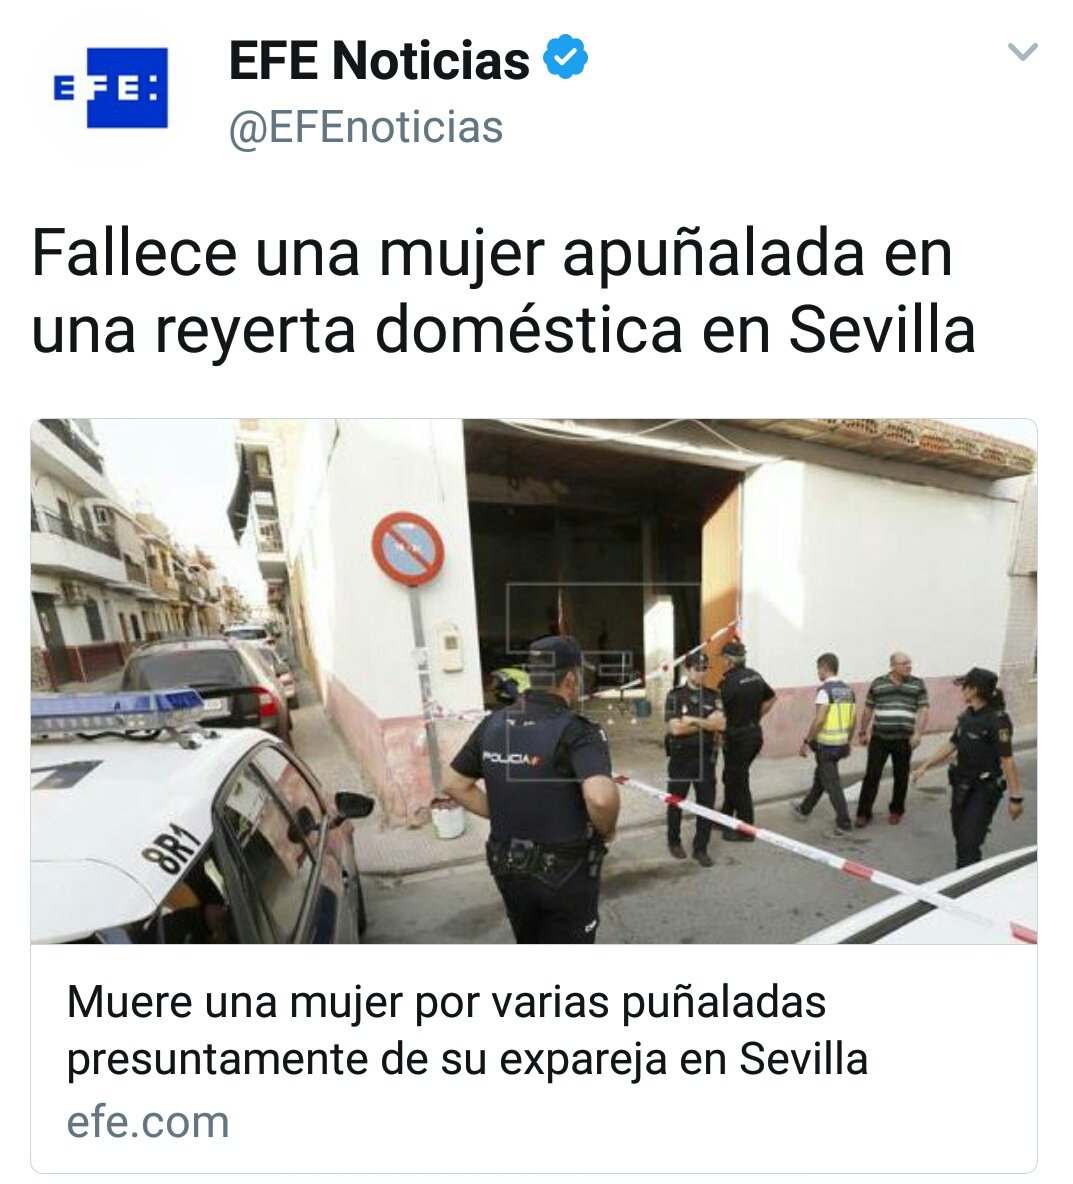 EFE:
EFE Noticias
@EFEnoticias
Fallece una mujer apuñalada en
una reyerta doméstica en Sevilla
EFE:
POLICIA
8R1
Muere una mujer por varias puñaladas
presuntamente de su expareja en Sevilla
efe.com